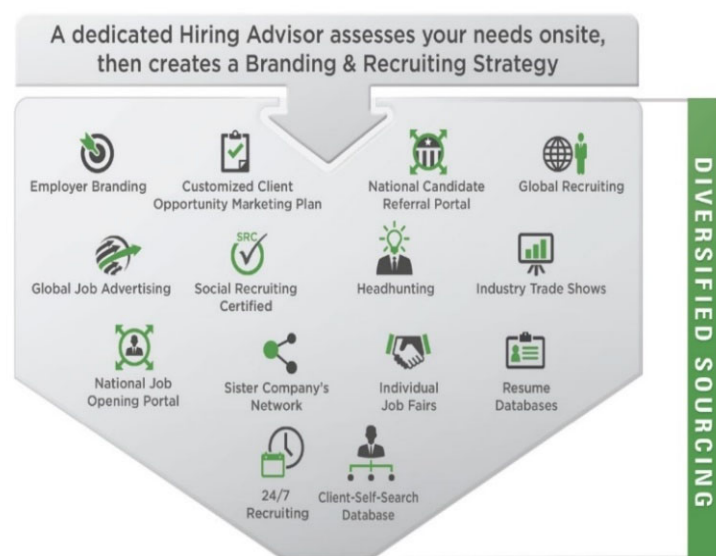 A dedicated Hiring Advisor assesses your needs onsite,
then creates a Branding & Recruiting Strategy
Employer Branding
Customized Client
Opportunity Marketing Plan
National Candidate
Referral Portal
Global Recruiting
Global Job Advertising
SRC
Social Recruiting
Certified
Headhunting
Industry Trade Shows
National Job
Opening Portal
Sister Company's
Network
Individual
Job Fairs
Resume
Databases
24/7
Recruiting
Client-Self-Search
Database
DIVERSIFIED SOURCING